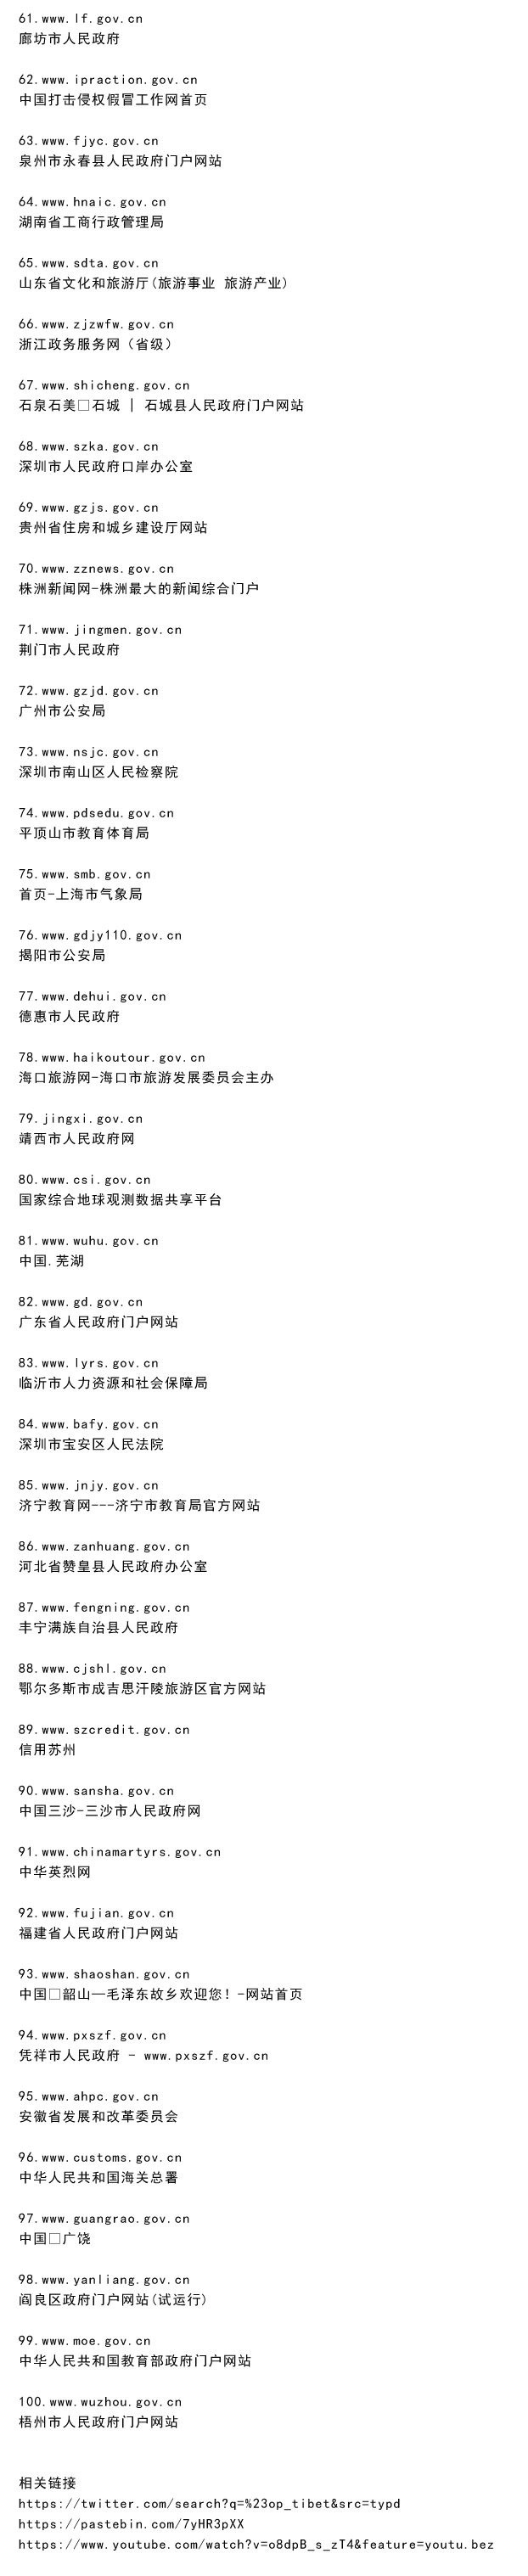 61.www.lf.gov.cn
廊坊市人民政府
62.www.ipraction.gov.cn
中国打击侵权假冒工作网首页
63.www.fjyc.gov.cn
泉州市永春县人民政府门户网站
64.www.hnaic.gov.cn
湖南省工商行政管理局
65.www.sdta.gov.cn
山东省文化和旅游厅(旅游事业 旅游产业)
66.www.zjzwfw.gov.cn
浙江政务服务网（省级）
67.www.shicheng.gov.cn
石泉石美□石城 | 石城县人民政府门户网站
68.www.szka.gov.cn
深圳市人民政府口岸办公室
69.www.gzjs.gov.cn
贵州省住房和城乡建设厅网站
70.www.zznews.gov.cn
株洲新闻网-株洲最大的新闻综合门户
71.www.jingmen.gov.cn
荆门市人民政府
72.www.gzjd.gov.cn
广州市公安局
73.www.nsjc.gov.cn
深圳市南山区人民检察院
74.www.pdsedu.gov.cn
平顶山市教育体育局
75.www.smb.gov.cn
首页-上海市气象局
76.www.gdjy110.gov.cn
揭阳市公安局
77.www.dehui.gov.cn
德惠市人民政府
78.www.haikoutour.gov.cn
海口旅游网-海口市旅游发展委员会主办
79.jingxi.gov.cn
靖西市人民政府网
80.www.csi.gov.cn
国家综合地球观测数据共享平台
81.www.wuhu.gov.cn
中国.芜湖
82.www.gd.gov.cn
广东省人民政府门户网站
83.www.lyrs.gov.cn
临沂市人力资源和社会保障局
84.www.bafy.gov.cn
深圳市宝安区人民法院
85.www.jnjy.gov.cn
济宁教育网---济宁市教育局官方网站
86.www.zanhuang.gov.cn
河北省赞皇县人民政府办公室
87.www.fengning.gov.cn
丰宁满族自治县人民政府
88.www.cjshl.gov.cn
鄂尔多斯市成吉思汗陵旅游区官方网站
89.www.szcredit.gov.cn
信用苏州
90.www.sansha.gov.cn
中国三沙-三沙市人民政府网
91.www.chinamartyrs.gov.cn
中华英烈网
92.www.fujian.gov.cn
福建省人民政府门户网站
93.www.shaoshan.gov.cn
中国□韶山—毛泽东故乡欢迎您！-网站首页
94.www.pxszf.gov.cn
凭祥市人民政府 - www.pxszf.gov.cn
95.www.ahpc.gov.cn
安徽省发展和改革委员会
96.www.customs.gov.cn
中华人民共和国海关总署
97.www.guangrao.gov.cn
中国□广饶
98.www.yanliang.gov.cn
阎良区政府门户网站(试运行)
99.www.moe.gov.cn
中华人民共和国教育部政府门户网站
100.www.wuzhou.gov.cn
梧州市人民政府门户网站
相关链接
https://twitter.com/search?q=%23op_tibet&src=typd
https://pastebin.com/7yHR3pXX
https://www.youtube.com/watch?v=o8dpB_s_zT4&feature=youtu.bez